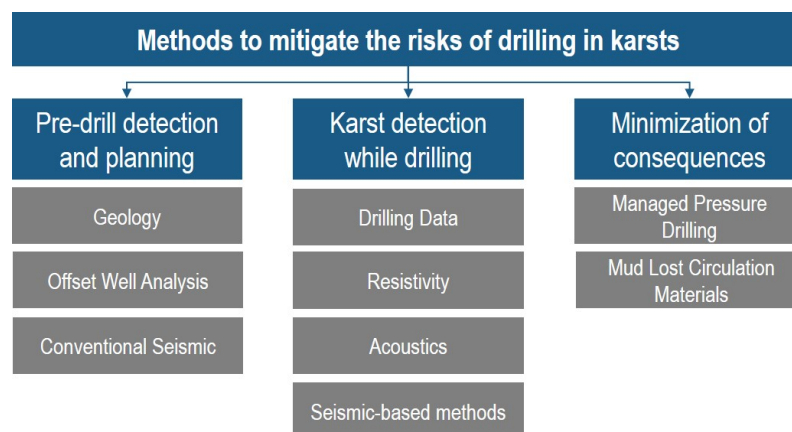 Methods to mitigate the risks of drilling in karsts
Pre-drill detection
and planning
Geology
Offset Well Analysis
Conventional Seismic
Karst detection
while drilling
Drilling Data
Resistivity
Acoustics
Seismic-based methods
Minimization of
consequences
Managed Pressure
Drilling
Mud Lost Circulation
Materials